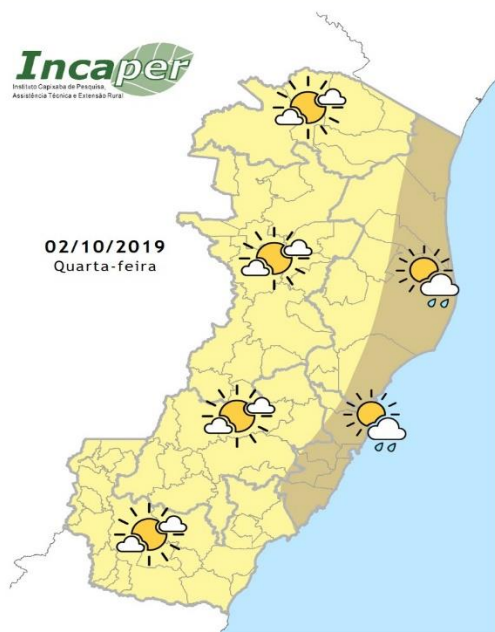 Incaper
Instituto Capixaba de Pesquisa,
Assistência Técnica e Extensão Rural
02/10/2019
Quarta-feira